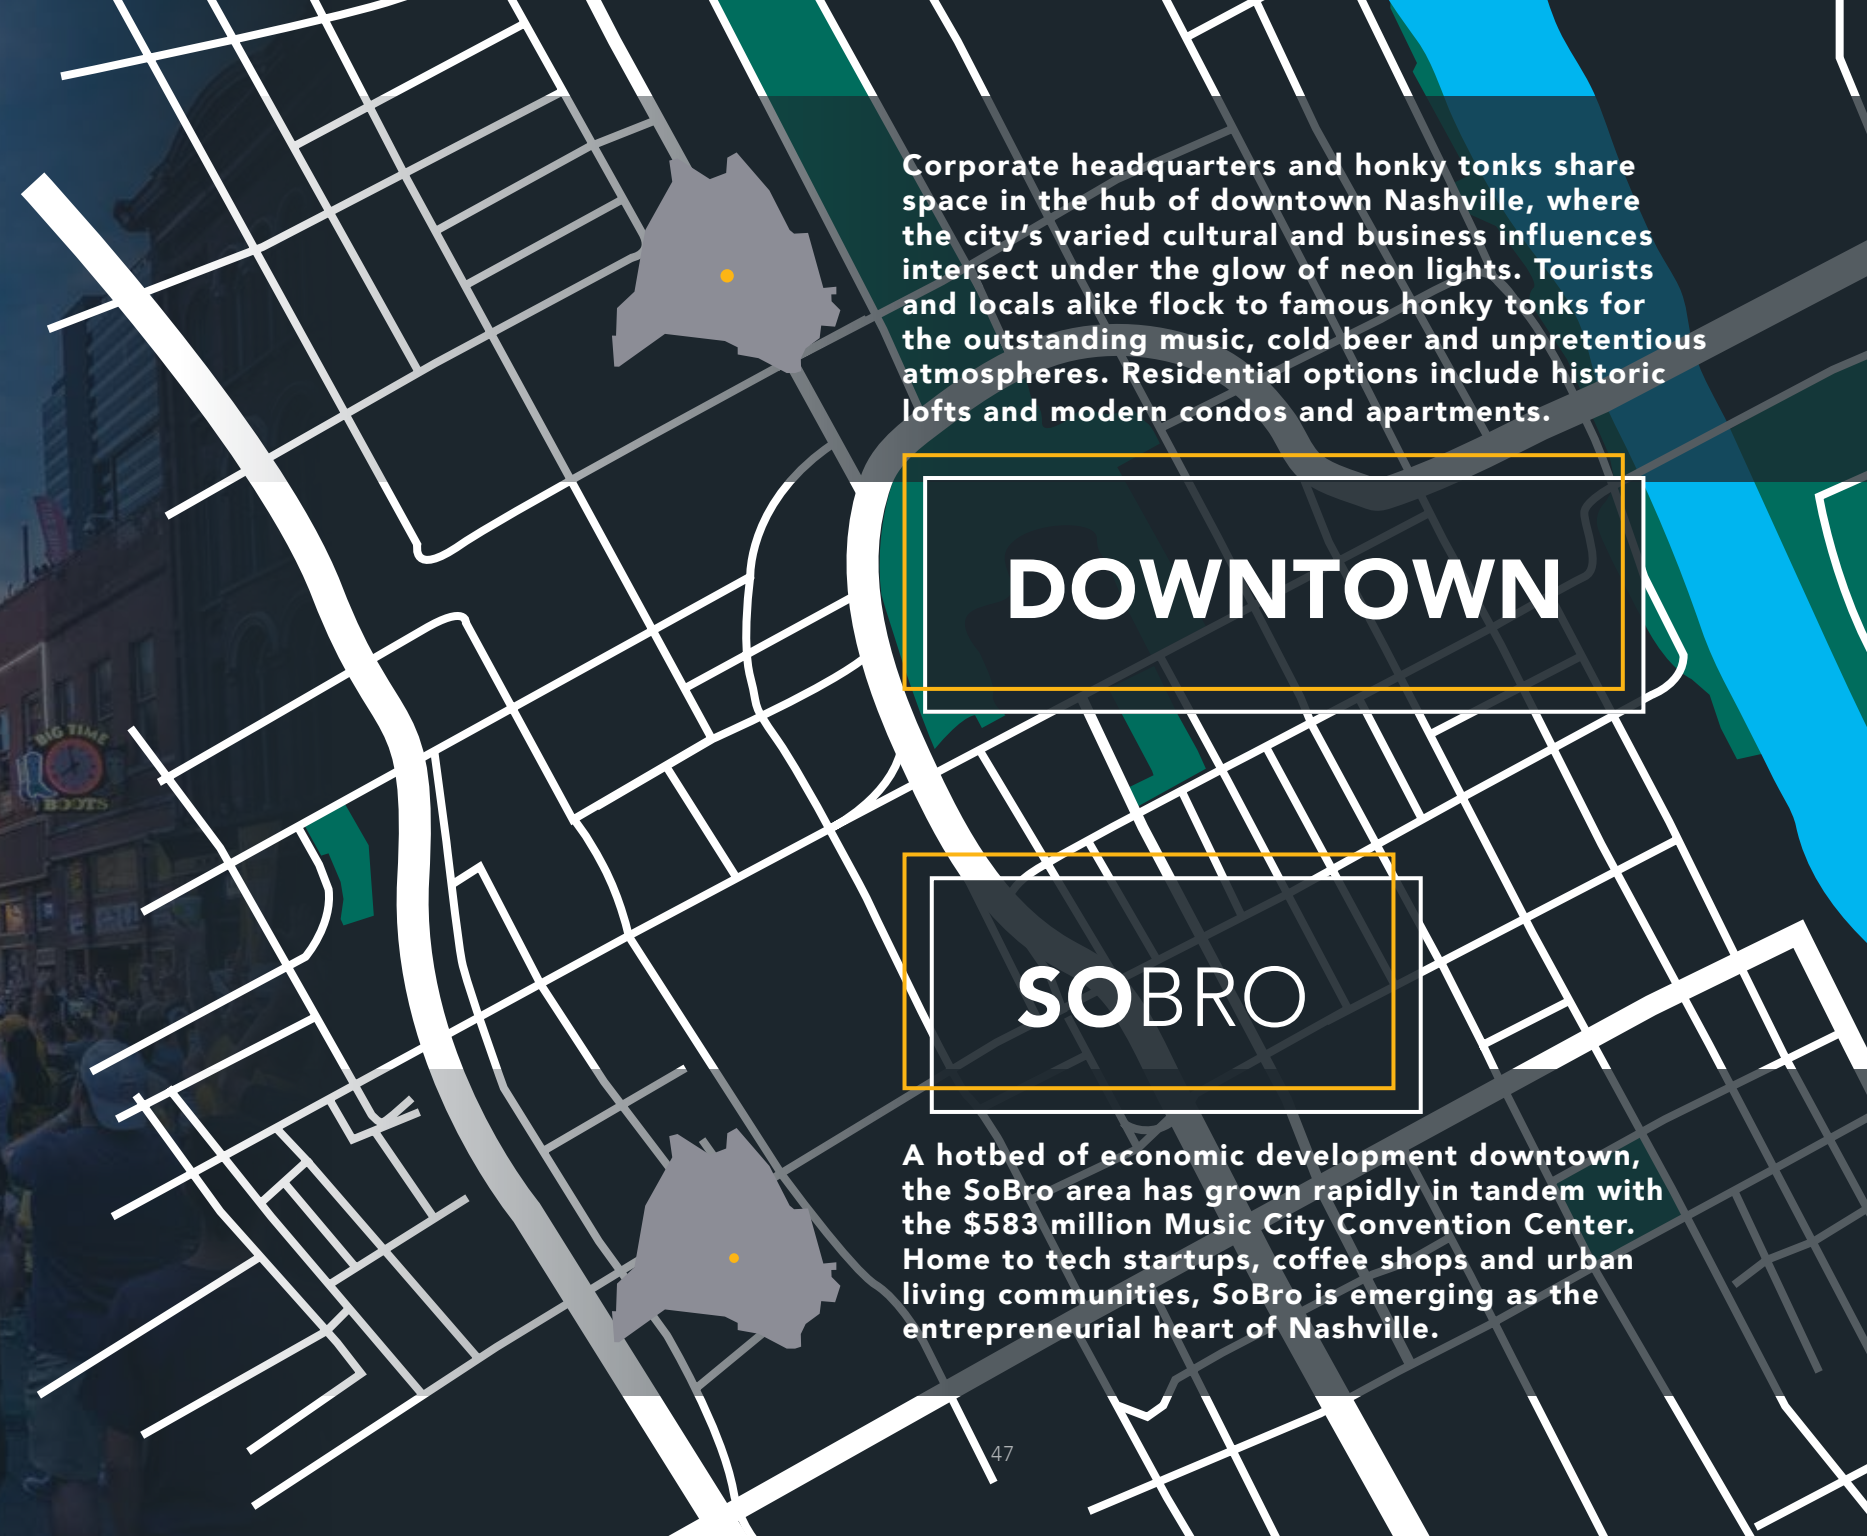 Corporate headquarters and honky tonks share
space in the hub of downtown Nashville, where
the city’s varied cultural and business influences
intersect under the glow of neon lights. Tourists
and locals alike flock to famous honky tonks for
the outstanding music, cold beer and unpretentious
atmospheres. Residential options include historic
lofts and modern condos and apartments.
DOWNTOWN
BIG TIME
BOOTS
SOBRO
A hotbed of economic development downtown,
the SoBro area has grown rapidly in tandem with
the $583 million Music City Convention Center.
Home to tech startups, coffee shops and urban
living communities, SoBro is emerging as the
entrepreneurial heart of Nashville.
47